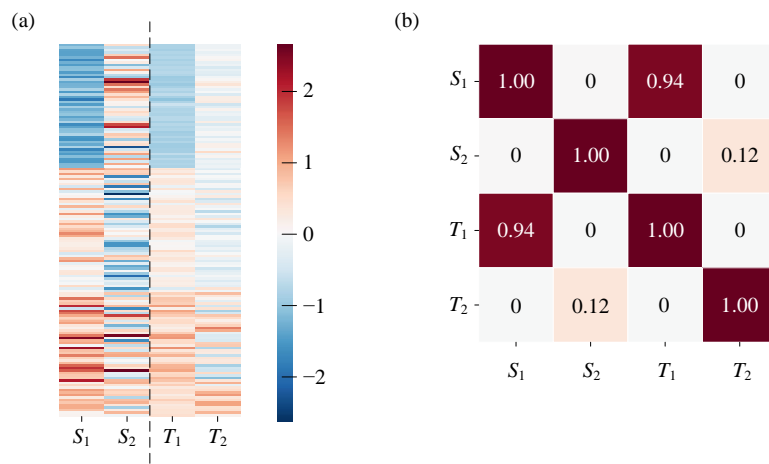 (a)
2
1
0
−1
−2
S₁ S₂ T₁ T₂
(b)
S₁ 1.00 0 0.94 0
S₂ 0 1.00 0 0.12
T₁ 0.94 0 1.00 0
T₂ 0 0.12 0 1.00
S₁ S₂ T₁ T₂